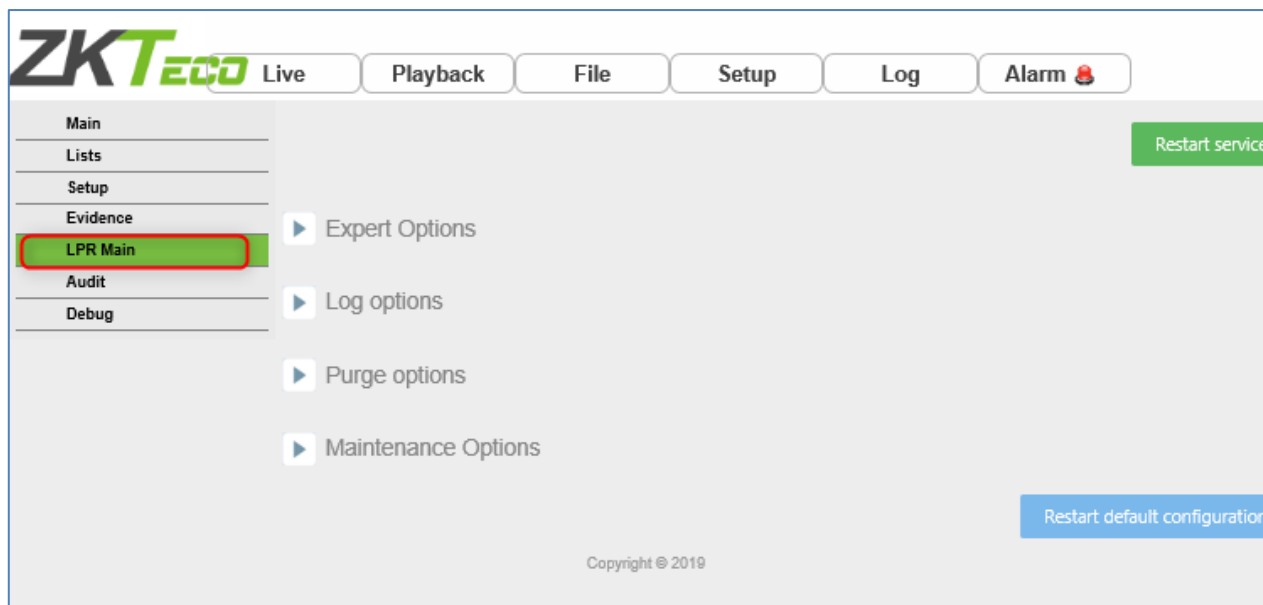 ZKTECO
Live Playback File Setup Log Alarm
Main
Lists
Setup
Evidence
LPR Main
Audit
Debug
Restart service
Expert Options
Log options
Purge options
Maintenance Options
Restart default configuration
Copyright © 2019